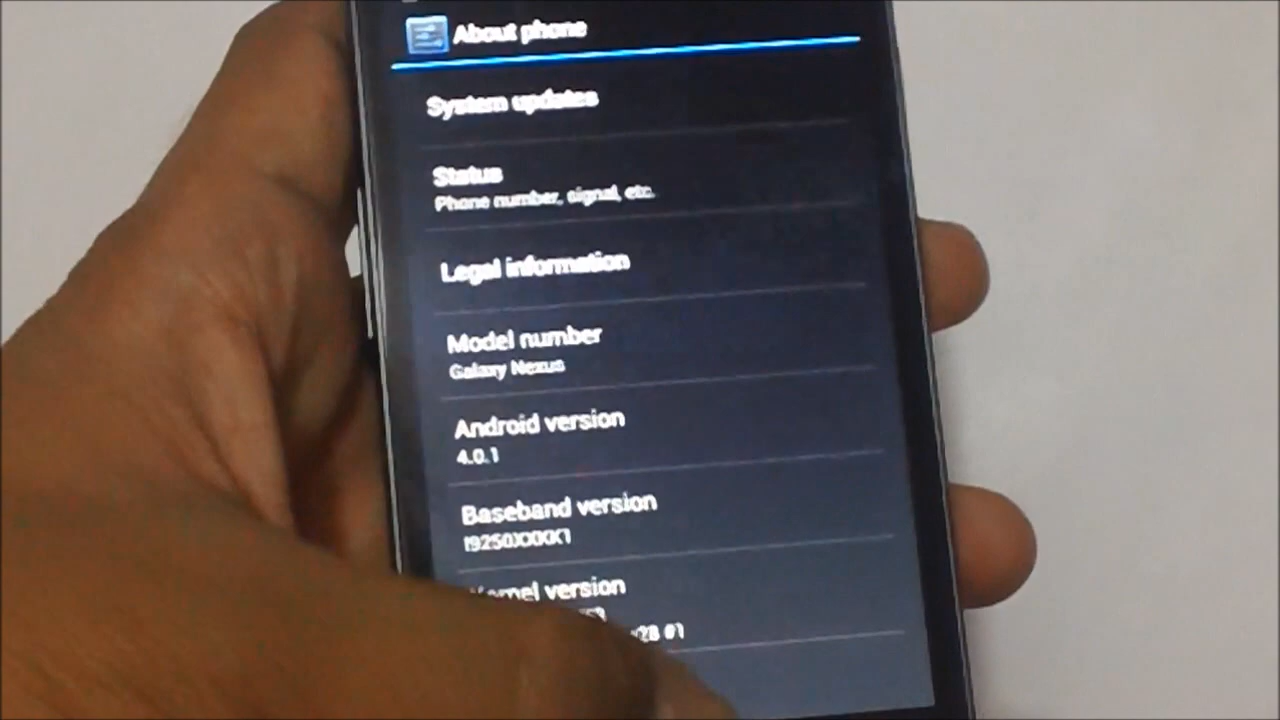 About phone
System updates
Status
Phone number, signal, etc.
Legal information
Model number
Galaxy Nexus
Android version
4.0.1
Baseband version
I9250XXKK1
Kernel version
#1